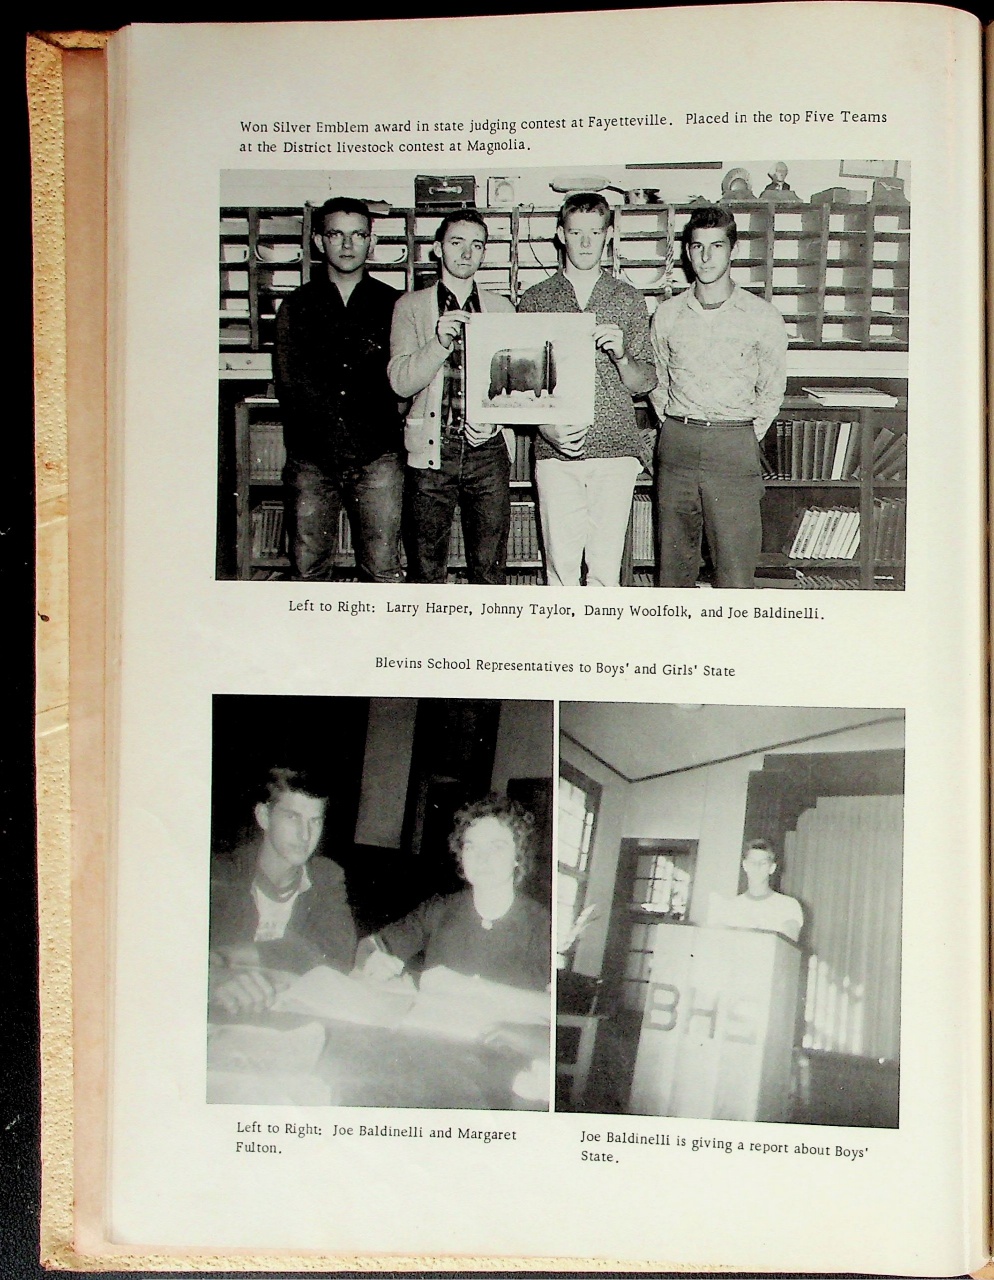 Won Silver Emblem award in state judging contest at Fayetteville. Placed in the top Five Teams
at the District livestock contest at Magnolia.
Left to Right: Larry Harper, Johnny Taylor, Danny Woolfolk, and Joe Baldinelli.
Blevins School Representatives to Boys' and Girls' State
BHS
Left to Right: Joe Baldinelli and Margaret
Fulton.
Joe Baldinelli is giving a report about Boys'
State.